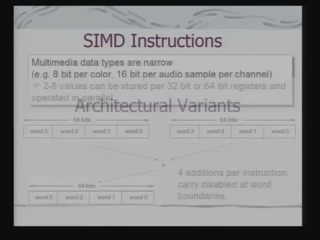 SIMD Instructions
Multimedia data types are narrow
(e.g. 8 bit per color, 16 bit per audio sample per channel)
2-8 values can be stored per 32 bit or 64 bit registers and
operated in parallel
Architectural Variants
64 bits 64 bits
word 3 word 2 word 1 word 0 word 3 word 2 word 1 word 0
4 additions per instruction;
carry disabled at word
boundaries.
64 bits
word 3 word 2 word 1 word 0